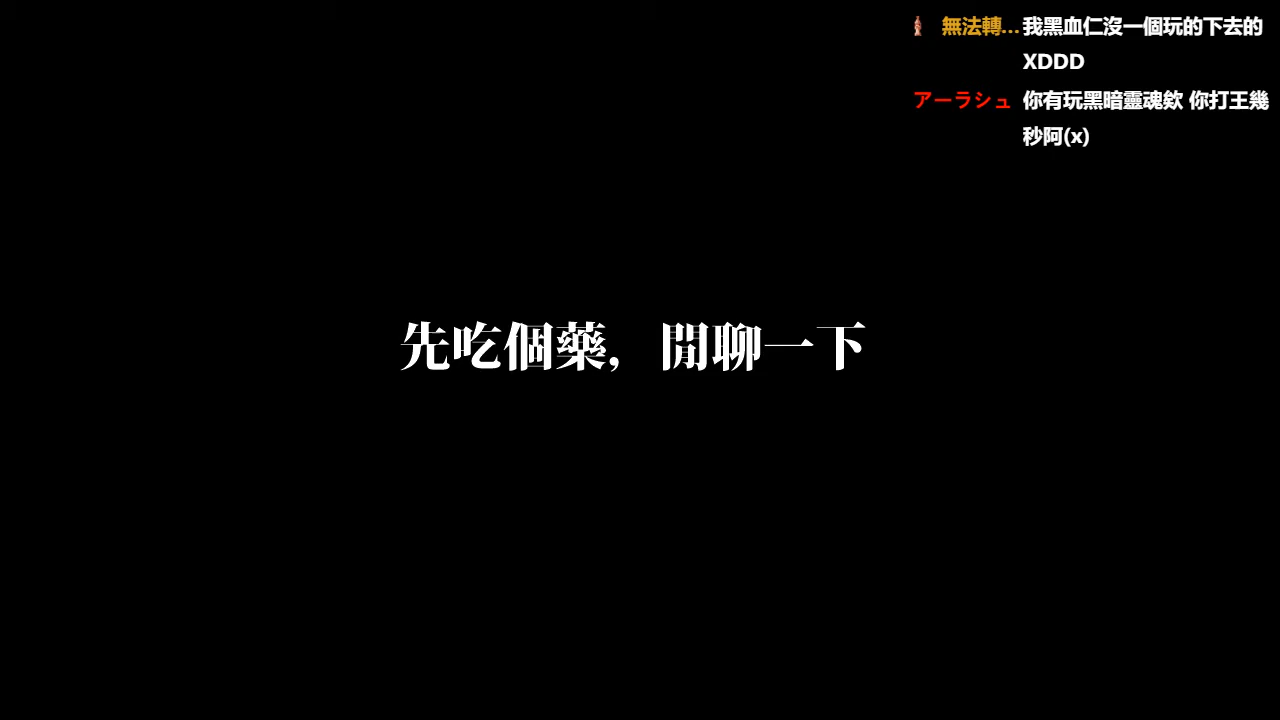 無法轉... 我黑血仁沒一個玩的下去的
XDDD
アーラシュ 你有玩黑暗靈魂欸 你打王幾
秒阿(x)
先吃個藥，閒聊一下